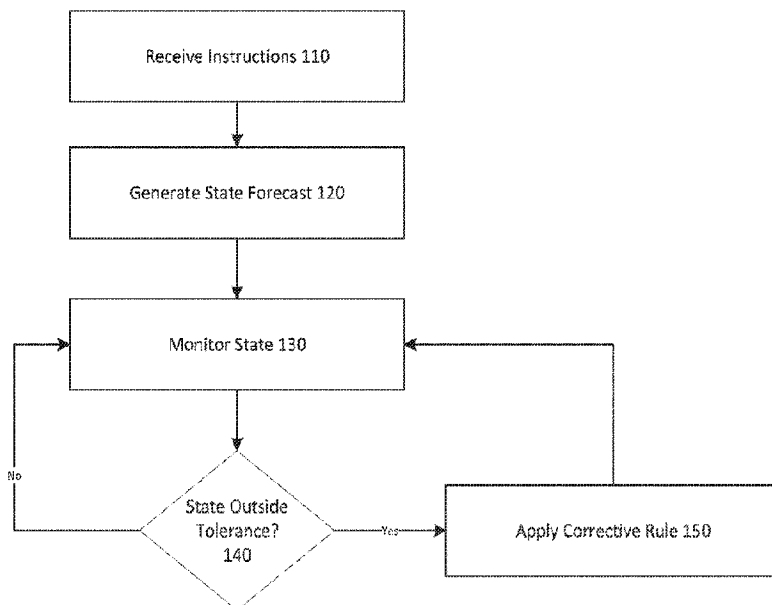 Receive Instructions 110
Generate State Forecast 120
Monitor State 130
No
State Outside
Tolerance?
140
Yes
Apply Corrective Rule 150